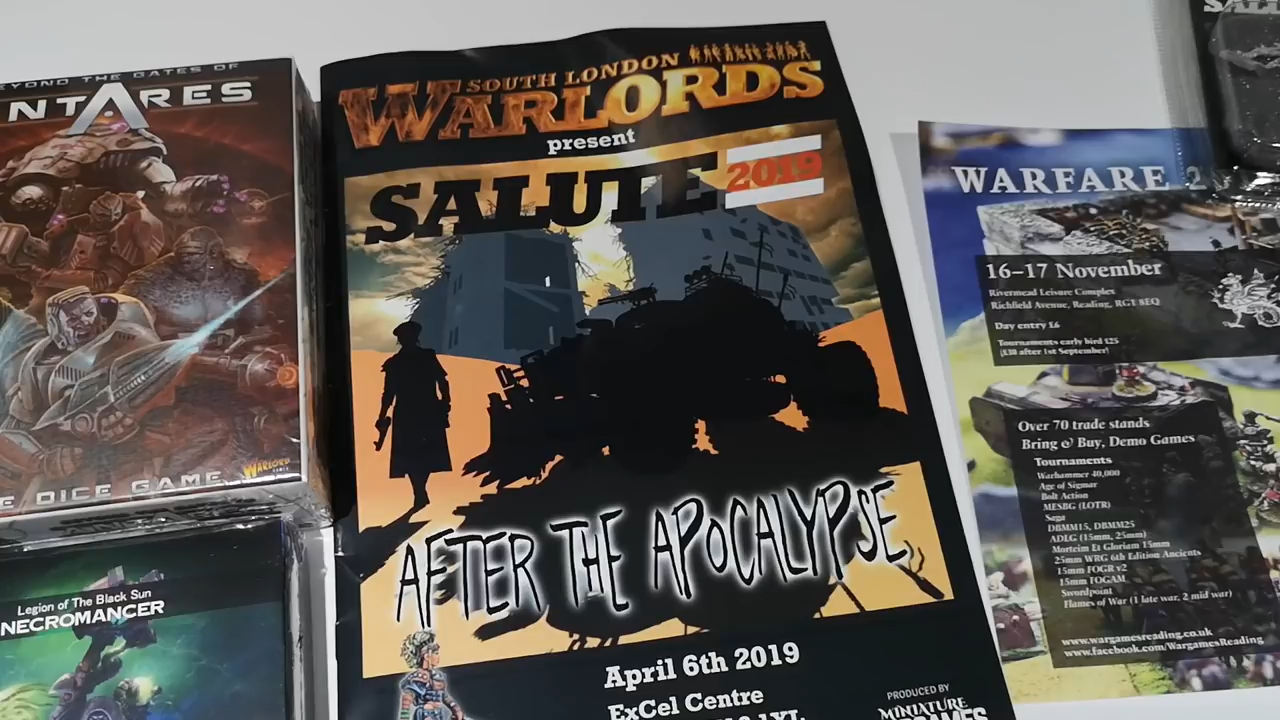 BEYOND THE GATES OF
ANTARES
WARLORD
GAMES
DICE GAME
Legion of The Black Sun
NECROMANCER
SOUTH LONDON
WARLORDS
present
SALUTE 2019
AFTER THE APOCALYPSE
April 6th 2019
ExCel Centre
PRODUCED BY
MINIATURE
WARFARE 2
16–17 November
Rivermead Leisure Complex
Richfield Avenue, Reading, RG1 8EQ
Day entry £6
Tournaments early bird £25
(£30 after 1st September)
Over 70 trade stands
Bring & Buy, Demo Games
Tournaments
Warhammer 40,000
Age of Sigmar
Bolt Action
MESBG (LOTR)
Saga
DBMM15, DBMM25
ADLG (15mm, 25mm)
Morteim Et Gloriam 15mm
25mm WRG 6th Edition Ancients
15mm FOGR v2
15mm FOGAM
Swordpoint
Flames of War (1 late war, 2 mid war)
www.wargamesreading.co.uk
www.facebook.com/WargamesReading